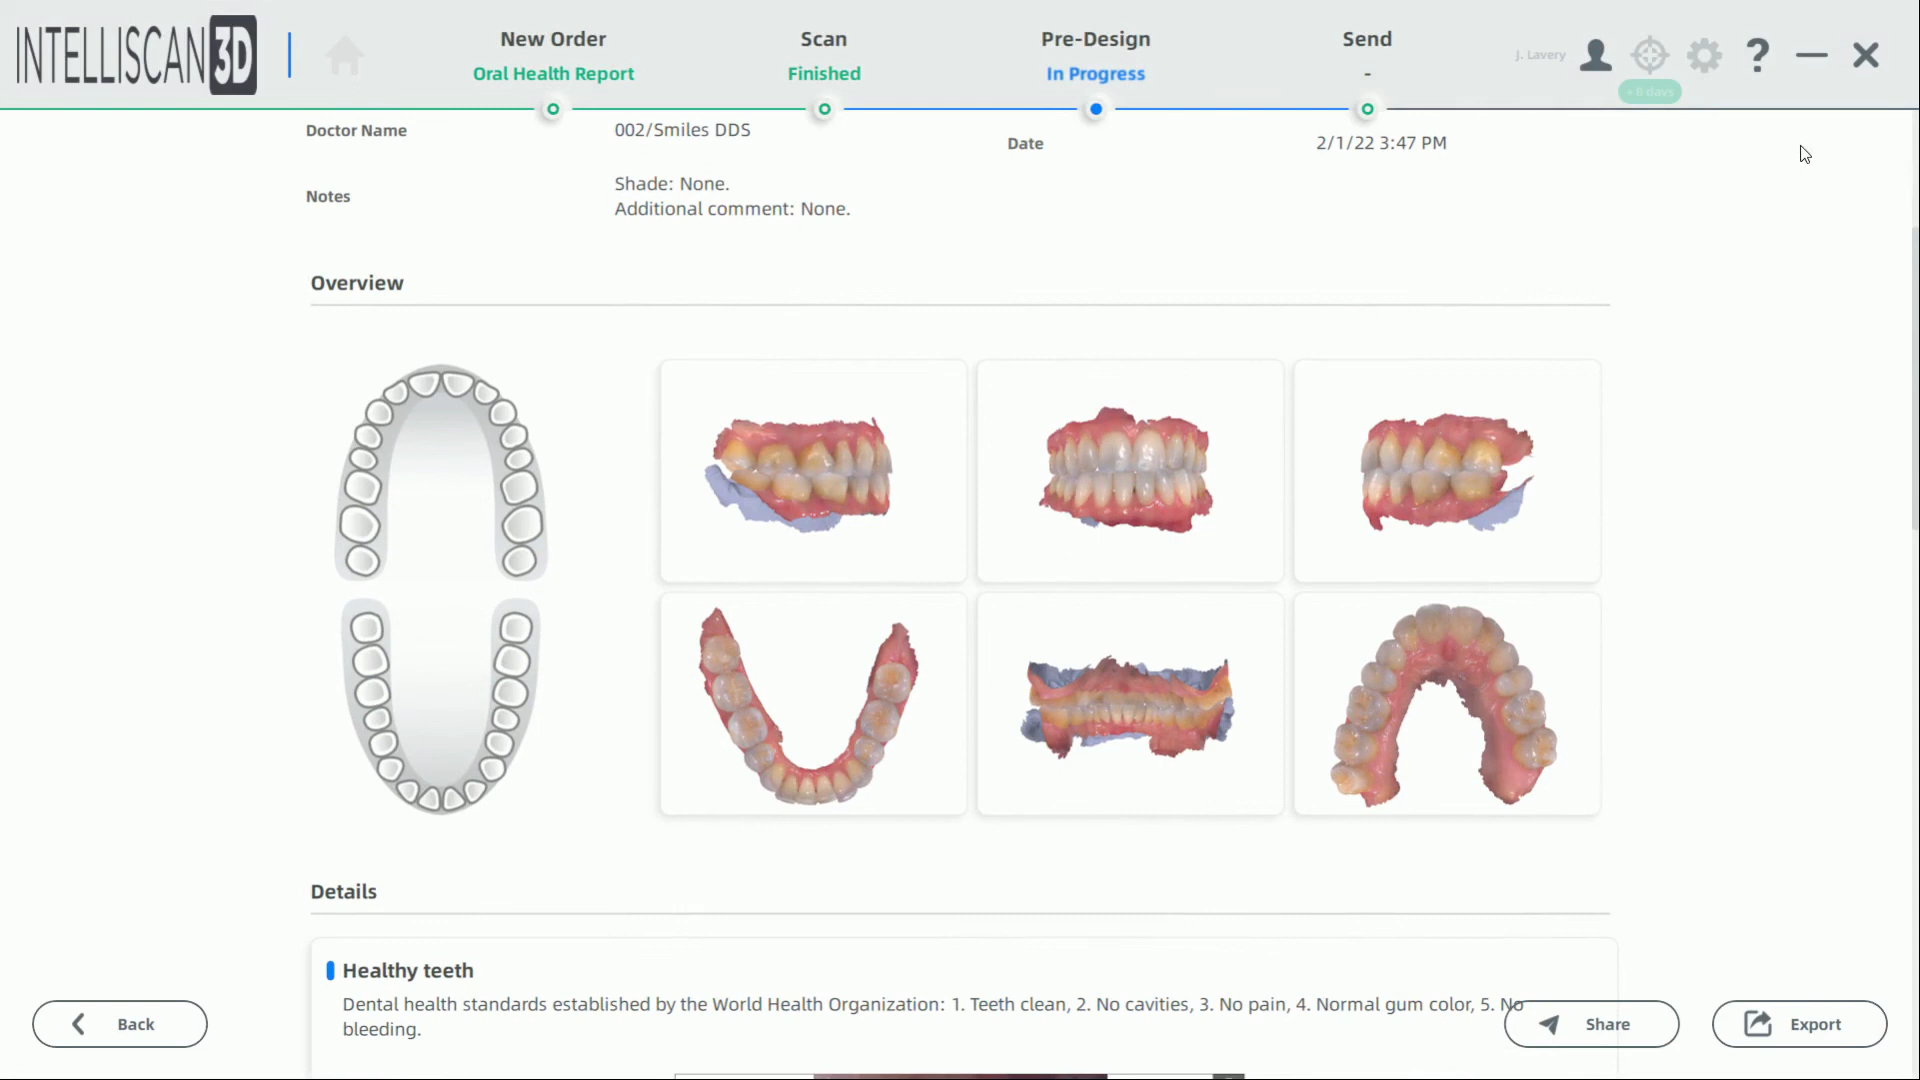 INTELLISCAN 3D
New Order
Oral Health Report
Scan
Finished
Pre-Design
In Progress
Send
-
J. Lavery
?
Doctor Name
002/Smiles DDS
Date
2/1/22 3:47 PM
Notes
Shade: None.
Additional comment: None.
Overview
Details
Healthy teeth
Dental health standards established by the World Health Organization: 1. Teeth clean, 2. No cavities, 3. No pain, 4. Normal gum color, 5. No
bleeding.
Back
Share
Export